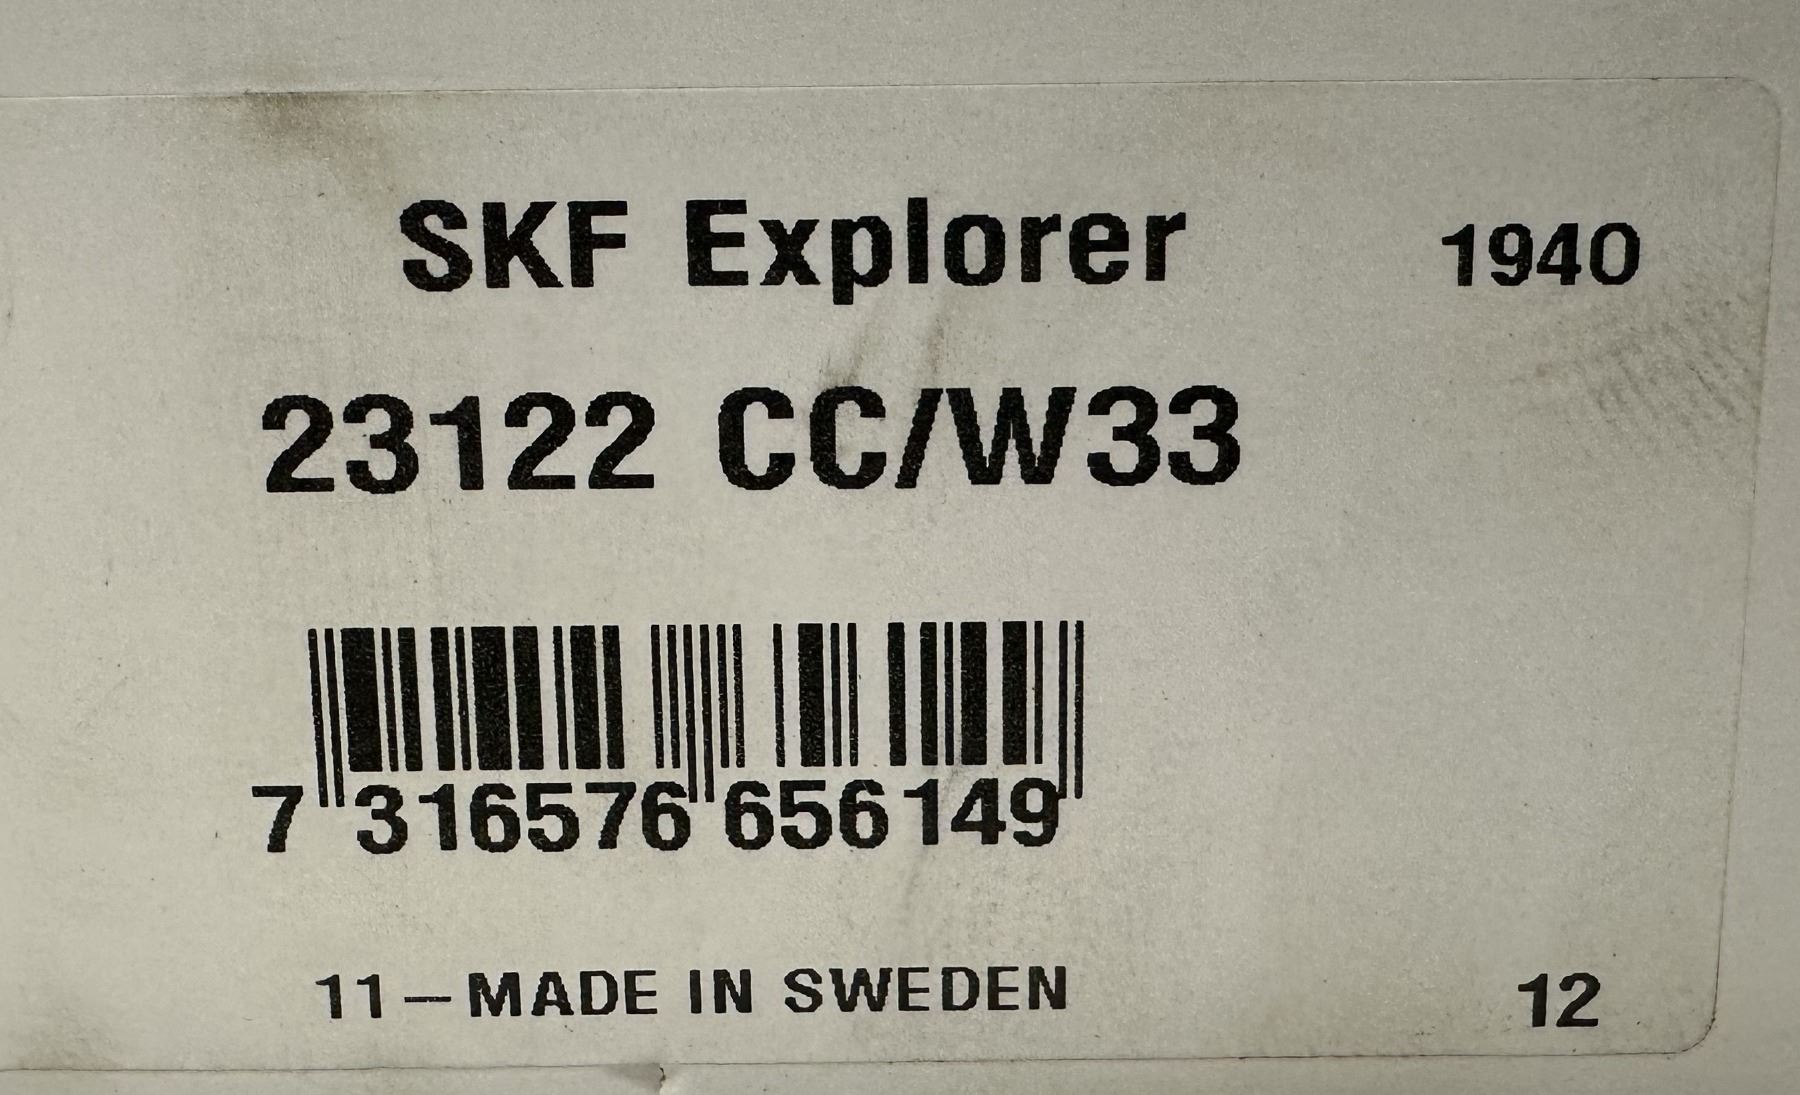 SKF Explorer 1940
23122 CC/W33
7 316576 656149
11–MADE IN SWEDEN 12